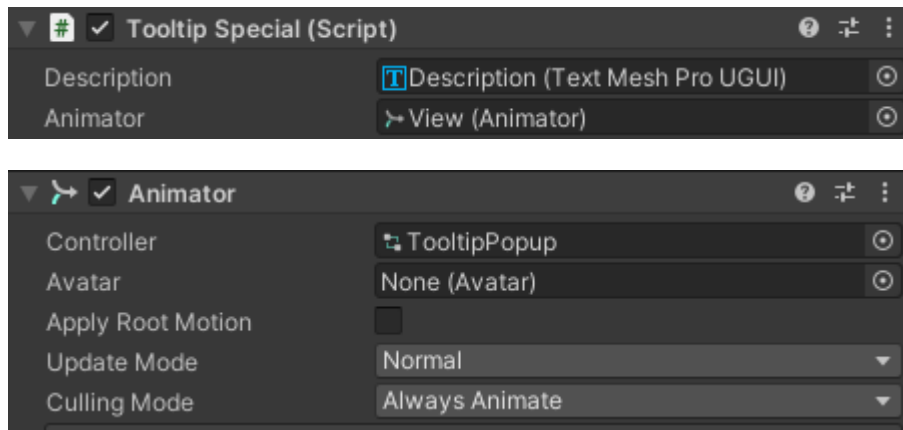 Tooltip Special (Script)
Description T Description (Text Mesh Pro UGUI)
Animator View (Animator)
Animator
Controller TooltipPopup
Avatar None (Avatar)
Apply Root Motion
Update Mode Normal
Culling Mode Always Animate